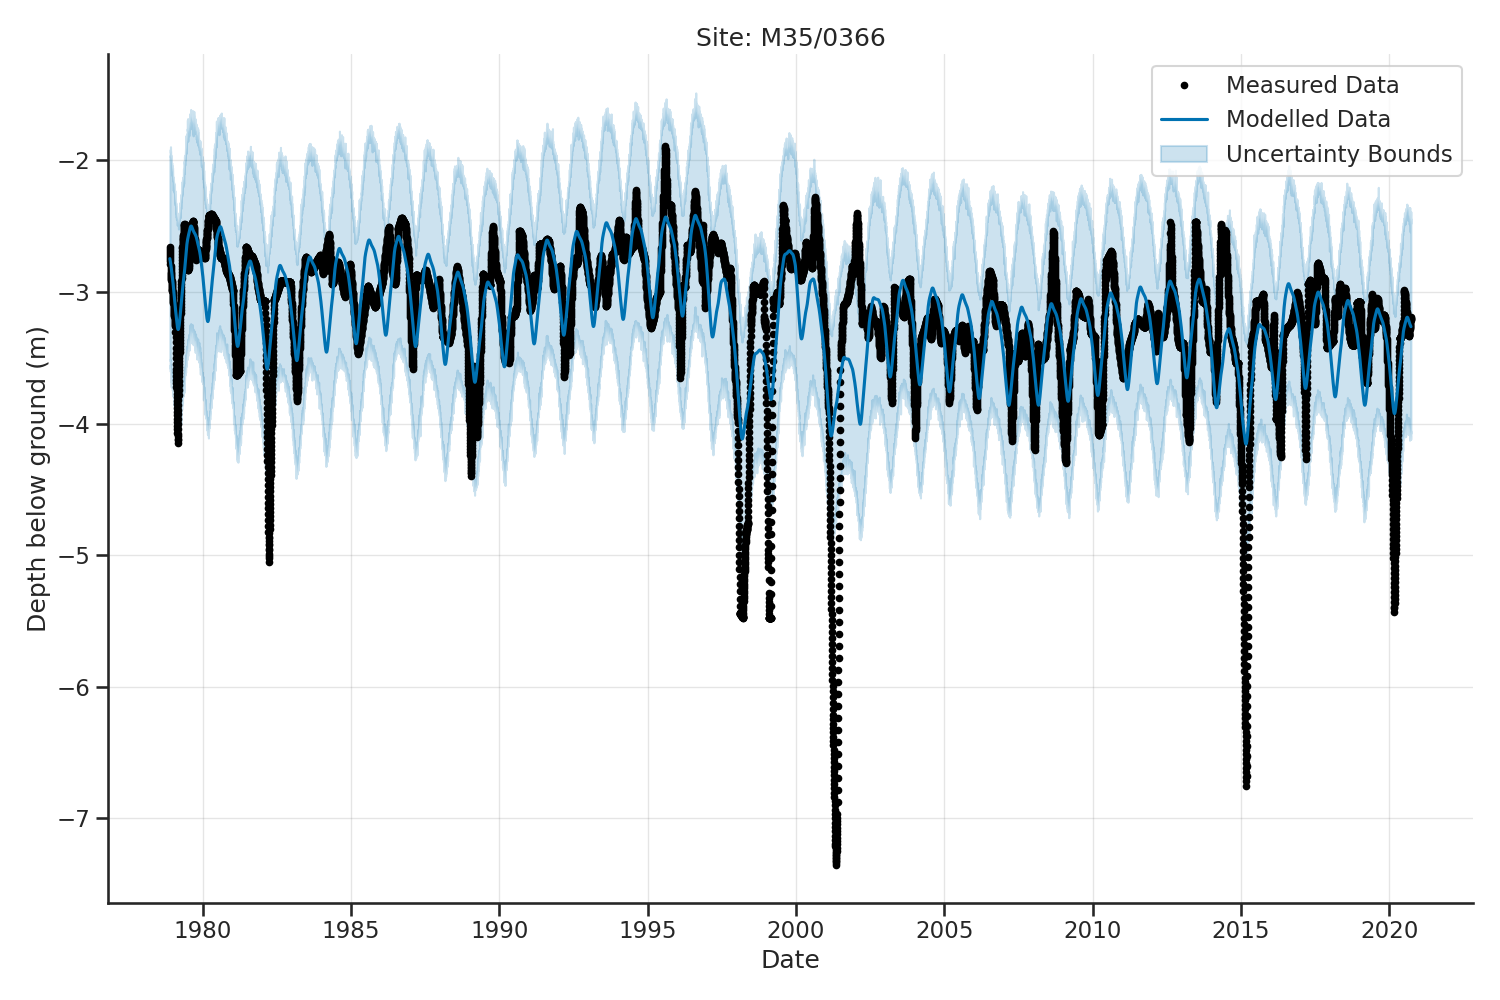 Site: M35/0366
Measured Data
Modelled Data
Uncertainty Bounds
Depth below ground (m)
−2
−3
−4
−5
−6
−7
1980 1985 1990 1995 2000 2005 2010 2015 2020
Date